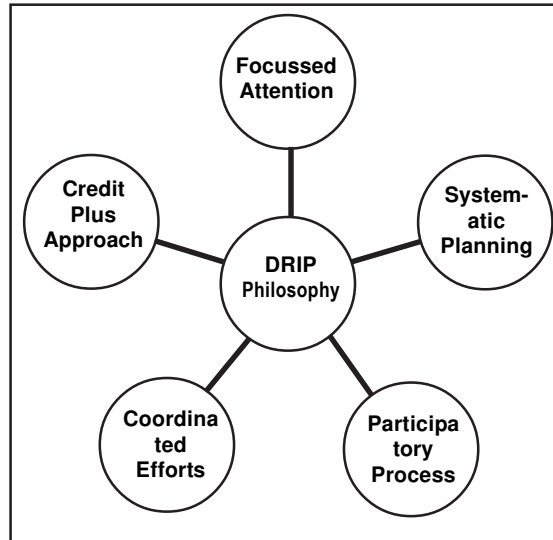 Focussed
Attention
Credit
Plus
Approach
System-
atic
Planning
DRIP
Philosophy
Coordina
ted
Efforts
Participa
tory
Process